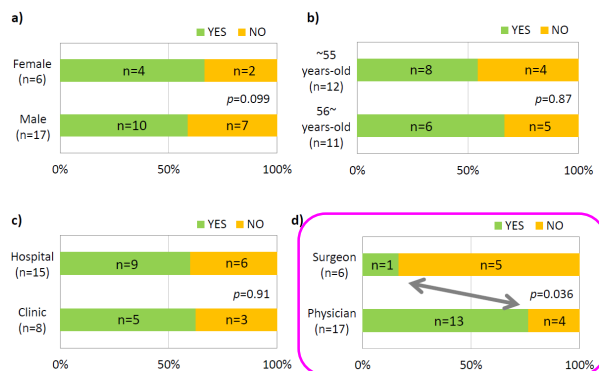 a)
YES NO
Female
(n=6)
n=4 n=2
p=0.099
Male
(n=17)
n=10 n=7
0% 50% 100%
b)
YES NO
~55
years-old
(n=12)
n=8 n=4
p=0.87
56~
years-old
(n=11)
n=6 n=5
0% 50% 100%
c)
YES NO
Hospital
(n=15)
n=9 n=6
p=0.91
Clinic
(n=8)
n=5 n=3
0% 50% 100%
d)
YES NO
Surgeon
(n=6)
n=1 n=5
p=0.036
Physician
(n=17)
n=13 n=4
0% 50% 100%